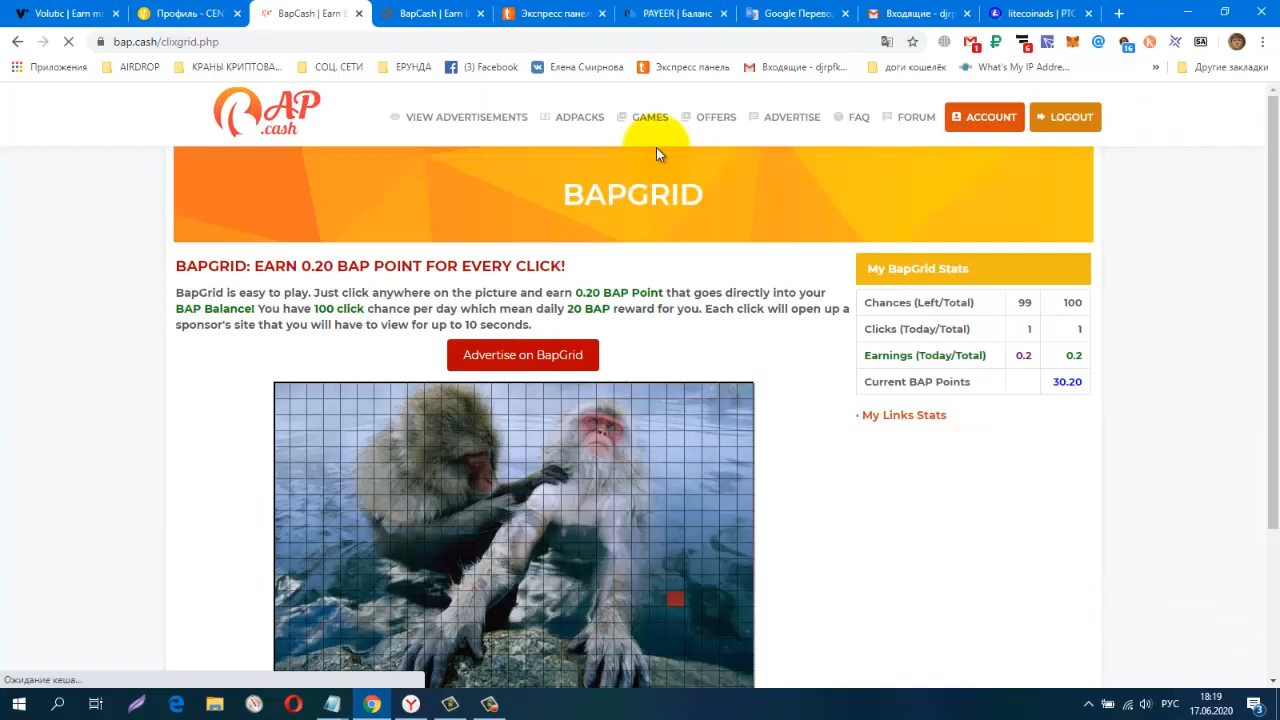 Volutic | Earn mo
Профиль - CEN
BapCash | Earn E
BapCash | Earn E
Экспресс панел
PAYEER | Баланс
Google Перево
Входящие - djrp
litecoinads | PTC
bap.cash/clixgrid.php
Приложения
AIRDROP
КРАНЫ КРИПТОВА...
СОЦ. СЕТИ
ЕРУНДА
(3) Facebook
Елена Смирнова
Экспресс панель
Входящие - djrpfk...
доги кошелёк
What's My IP Addre...
»
Другие закладки
BAP
.cash
VIEW ADVERTISEMENTS
ADPACKS
GAMES
OFFERS
ADVERTISE
FAQ
FORUM
ACCOUNT
LOGOUT
BAPGRID
BAPGRID: EARN 0.20 BAP POINT FOR EVERY CLICK!
BapGrid is easy to play. Just click anywhere on the picture and earn 0.20 BAP Point that goes directly into your
BAP Balance! You have 100 click chance per day which mean daily 20 BAP reward for you. Each click will open up a
sponsor's site that you will have to view for up to 10 seconds.
Advertise on BapGrid
My BapGrid Stats
Chances (Left/Total) 99 100
Clicks (Today/Total) 1 1
Earnings (Today/Total) 0.2 0.2
Current BAP Points 30.20
· My Links Stats
Ожидание кеша...
РУС
18:19
17.06.2020
3